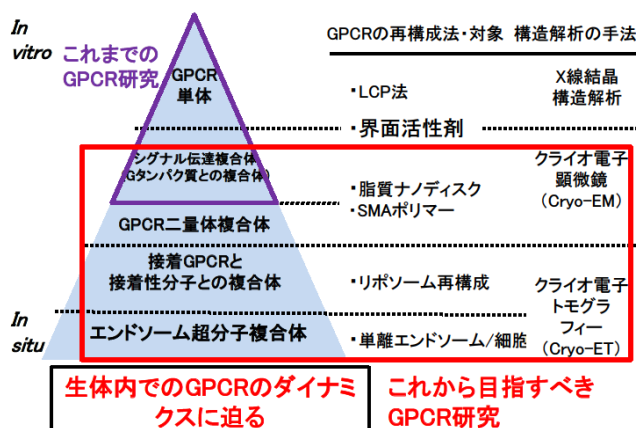 In
vitro
これまでの
GPCR研究
GPCR
単体
シグナル伝達複合体
(Gタンパク質との複合体)
GPCR二量体複合体
接着GPCRと
接着性分子との複合体
エンドソーム超分子複合体
In
situ
GPCRの再構成法・対象 構造解析の手法
・LCP法
X線結晶
構造解析
・界面活性剤
・脂質ナノディスク
・SMAポリマー
クライオ電子
顕微鏡
(Cryo-EM)
・リポソーム再構成
・単離エンドソーム/細胞
クライオ電子
トモグラ
フィー
(Cryo-ET)
生体内でのGPCRのダイナミ
クスに迫る
これから目指すべき
GPCR研究